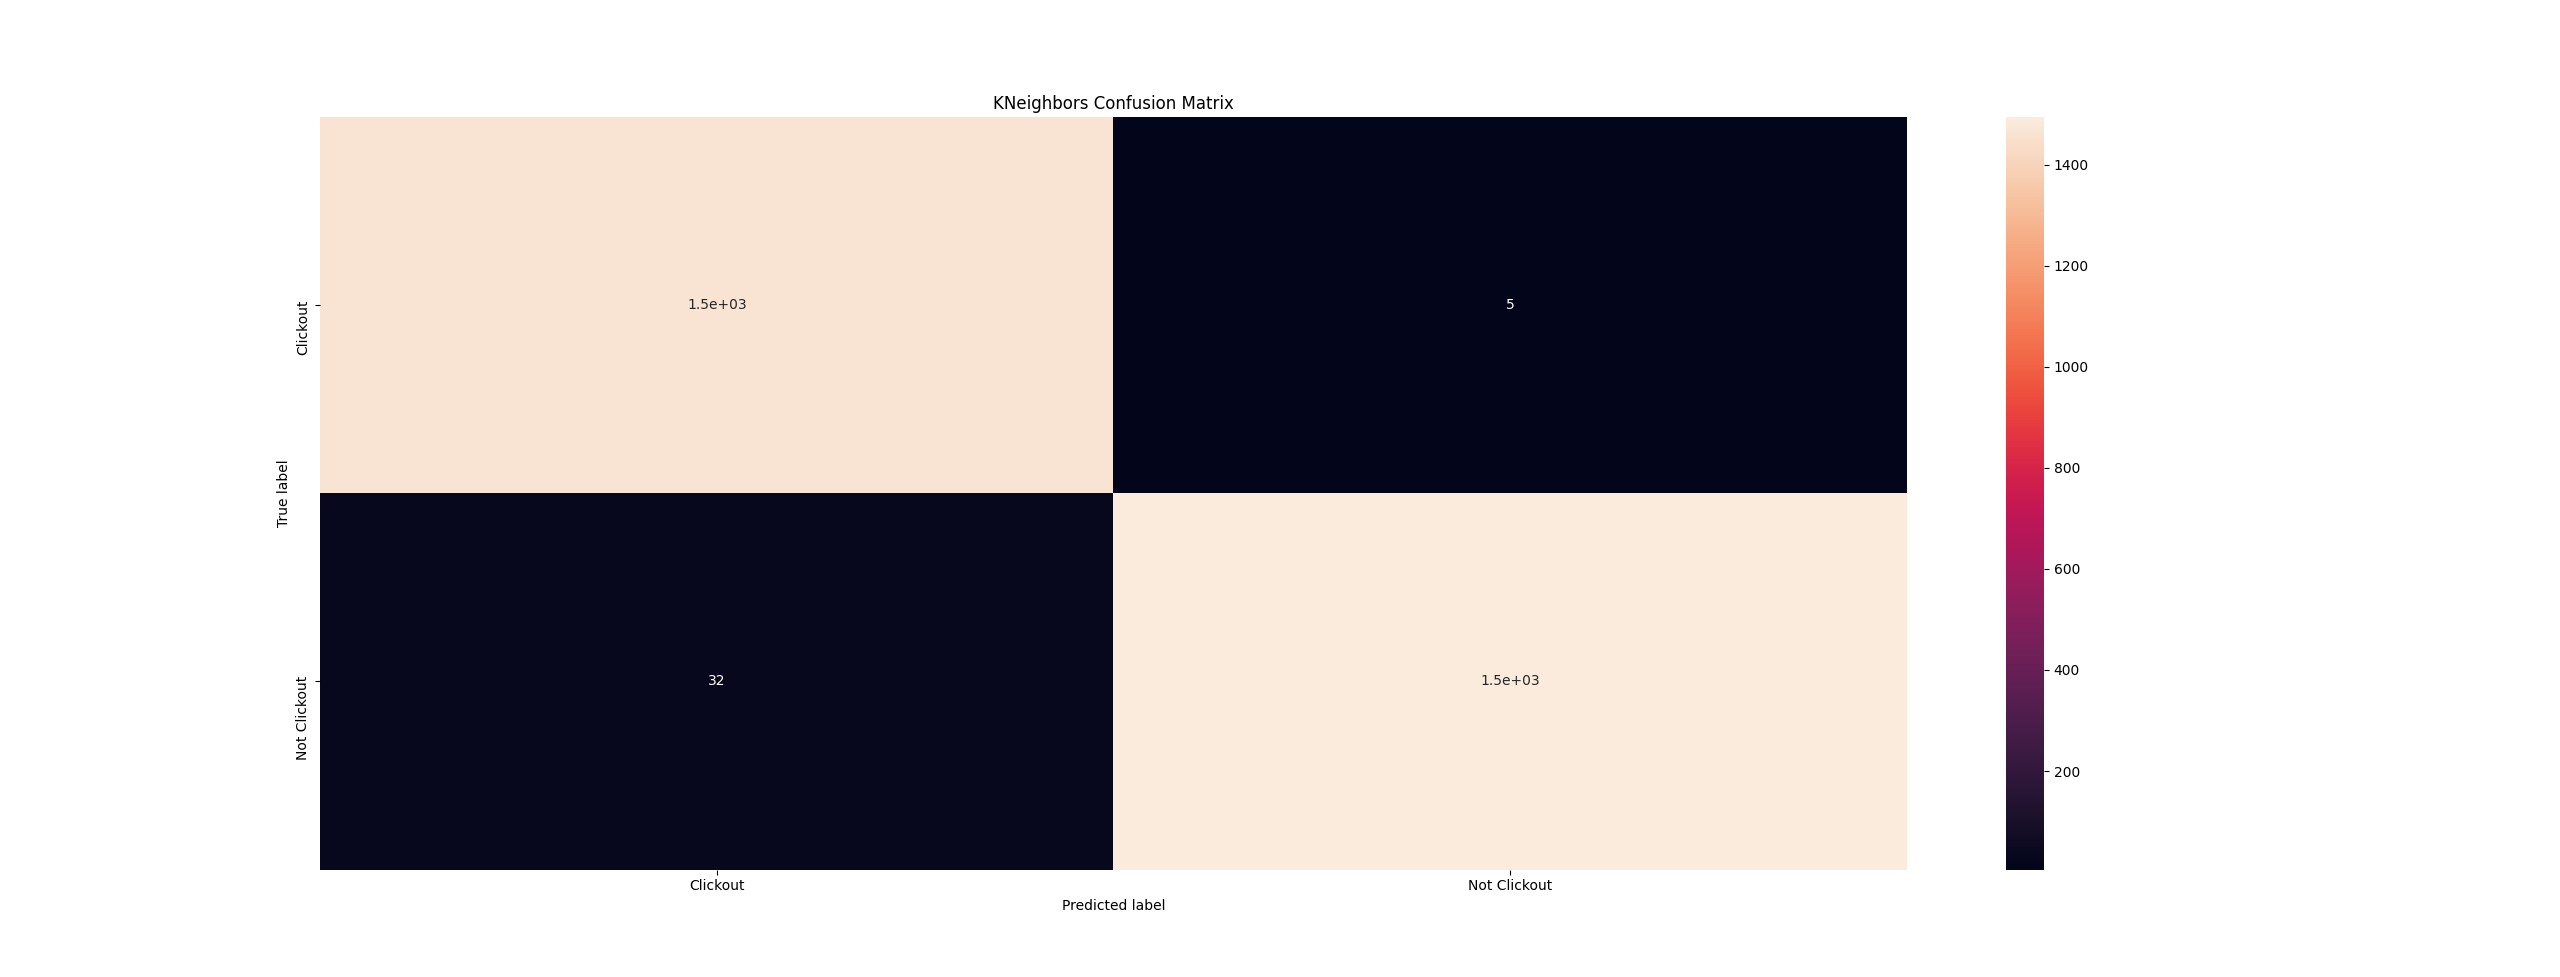 KNeighbors Confusion Matrix
True label
Clickout
Not Clickout
1.5e+03
5
32
1.5e+03
Clickout
Not Clickout
Predicted label
1400
1200
1000
800
600
400
200